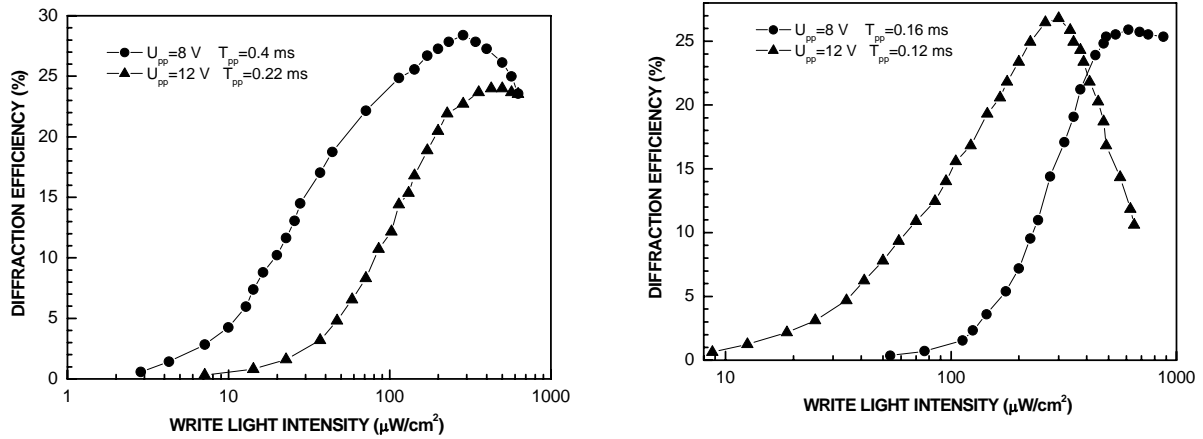 30
25
20
15
10
5
0
DIFFRACTION EFFICIENCY (%)
U_pp=8 V T_pp=0.4 ms
U_pp=12 V T_pp=0.22 ms
1 10 100 1000
WRITE LIGHT INTENSITY (μW/cm²)
25
20
15
10
5
0
DIFFRACTION EFFICIENCY (%)
U_pp=8 V T_pp=0.16 ms
U_pp=12 V T_pp=0.12 ms
10 100 1000
WRITE LIGHT INTENSITY (μW/cm²)